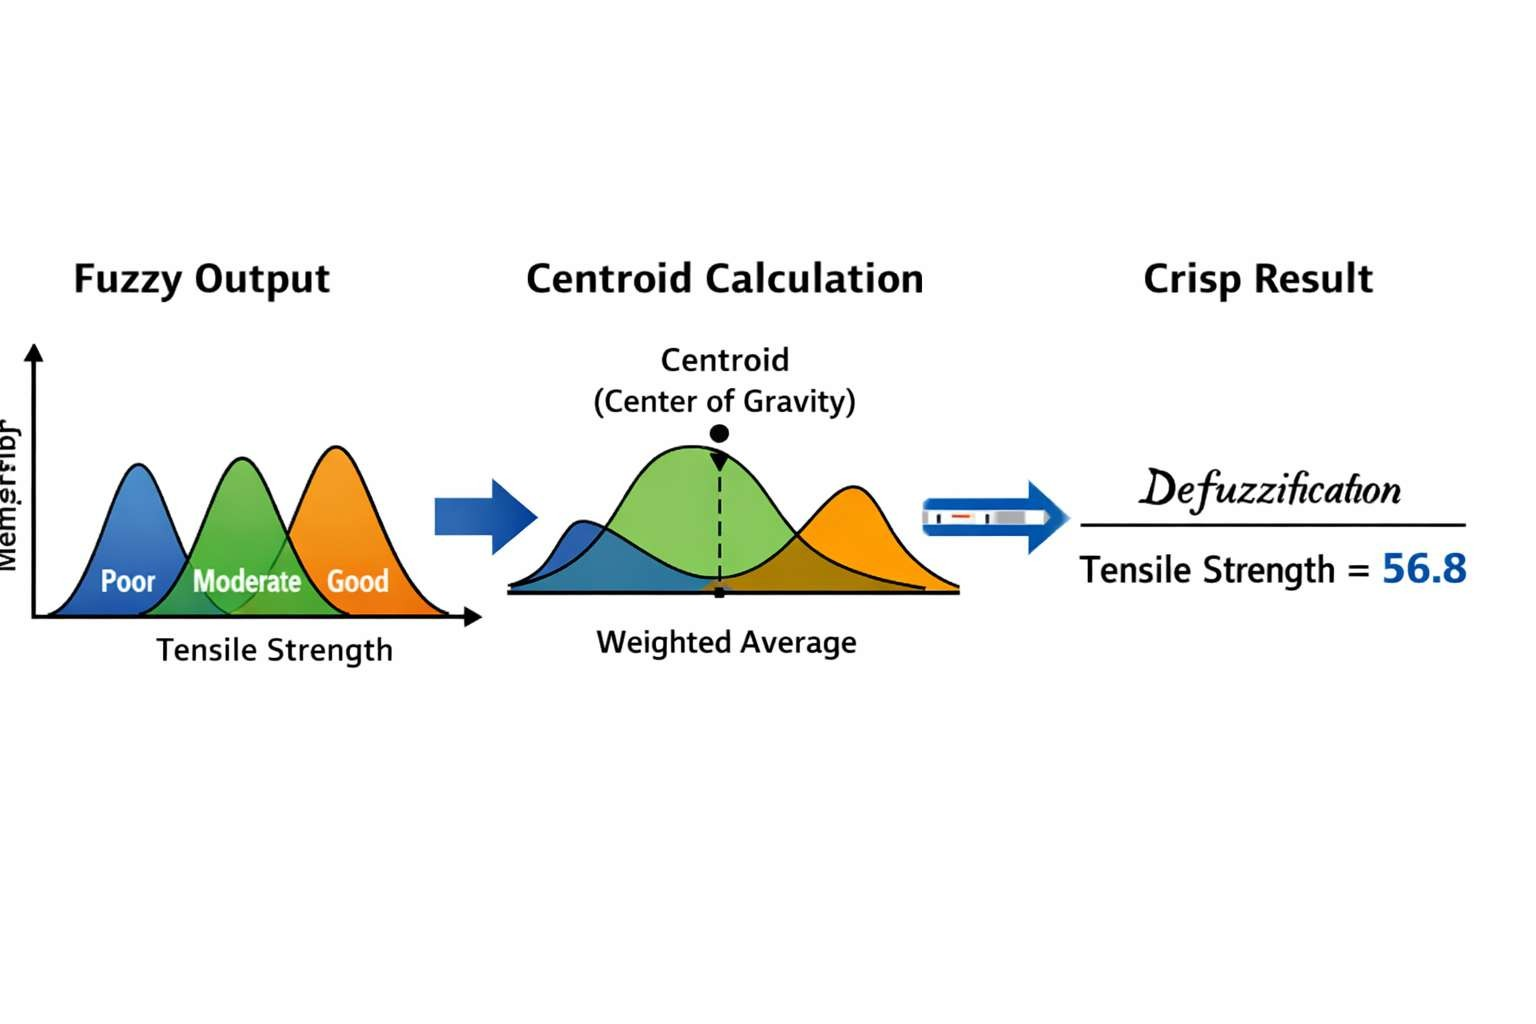 Fuzzy Output
Poor
Moderate
Good
Tensile Strength
Centroid Calculation
Centroid
(Center of Gravity)
Weighted Average
Crisp Result
Defuzzification
Tensile Strength = 56.8